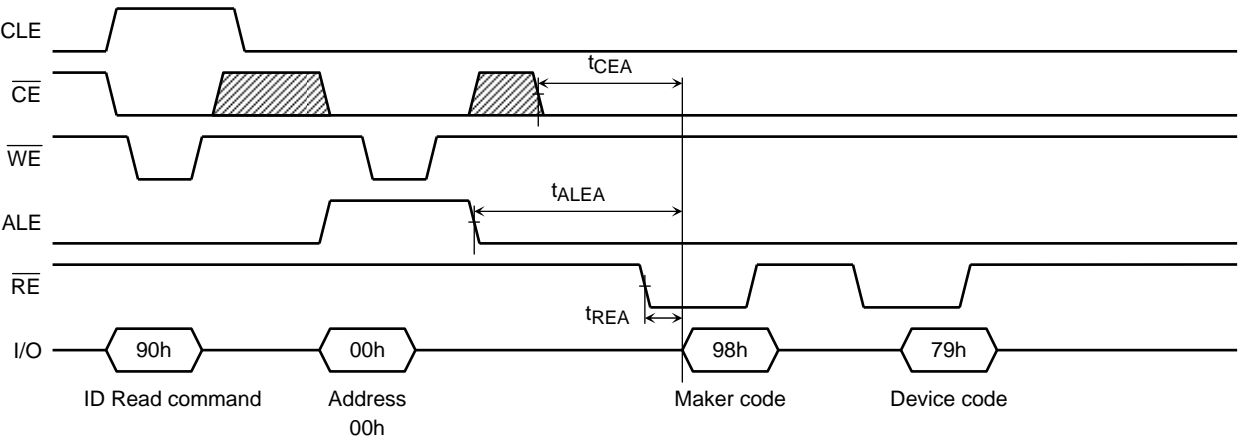 CLE
tCEA
CE
WE
tALEA
ALE
RE
tREA
I/O 90h 00h 98h 79h
ID Read command Address Maker code Device code
00h